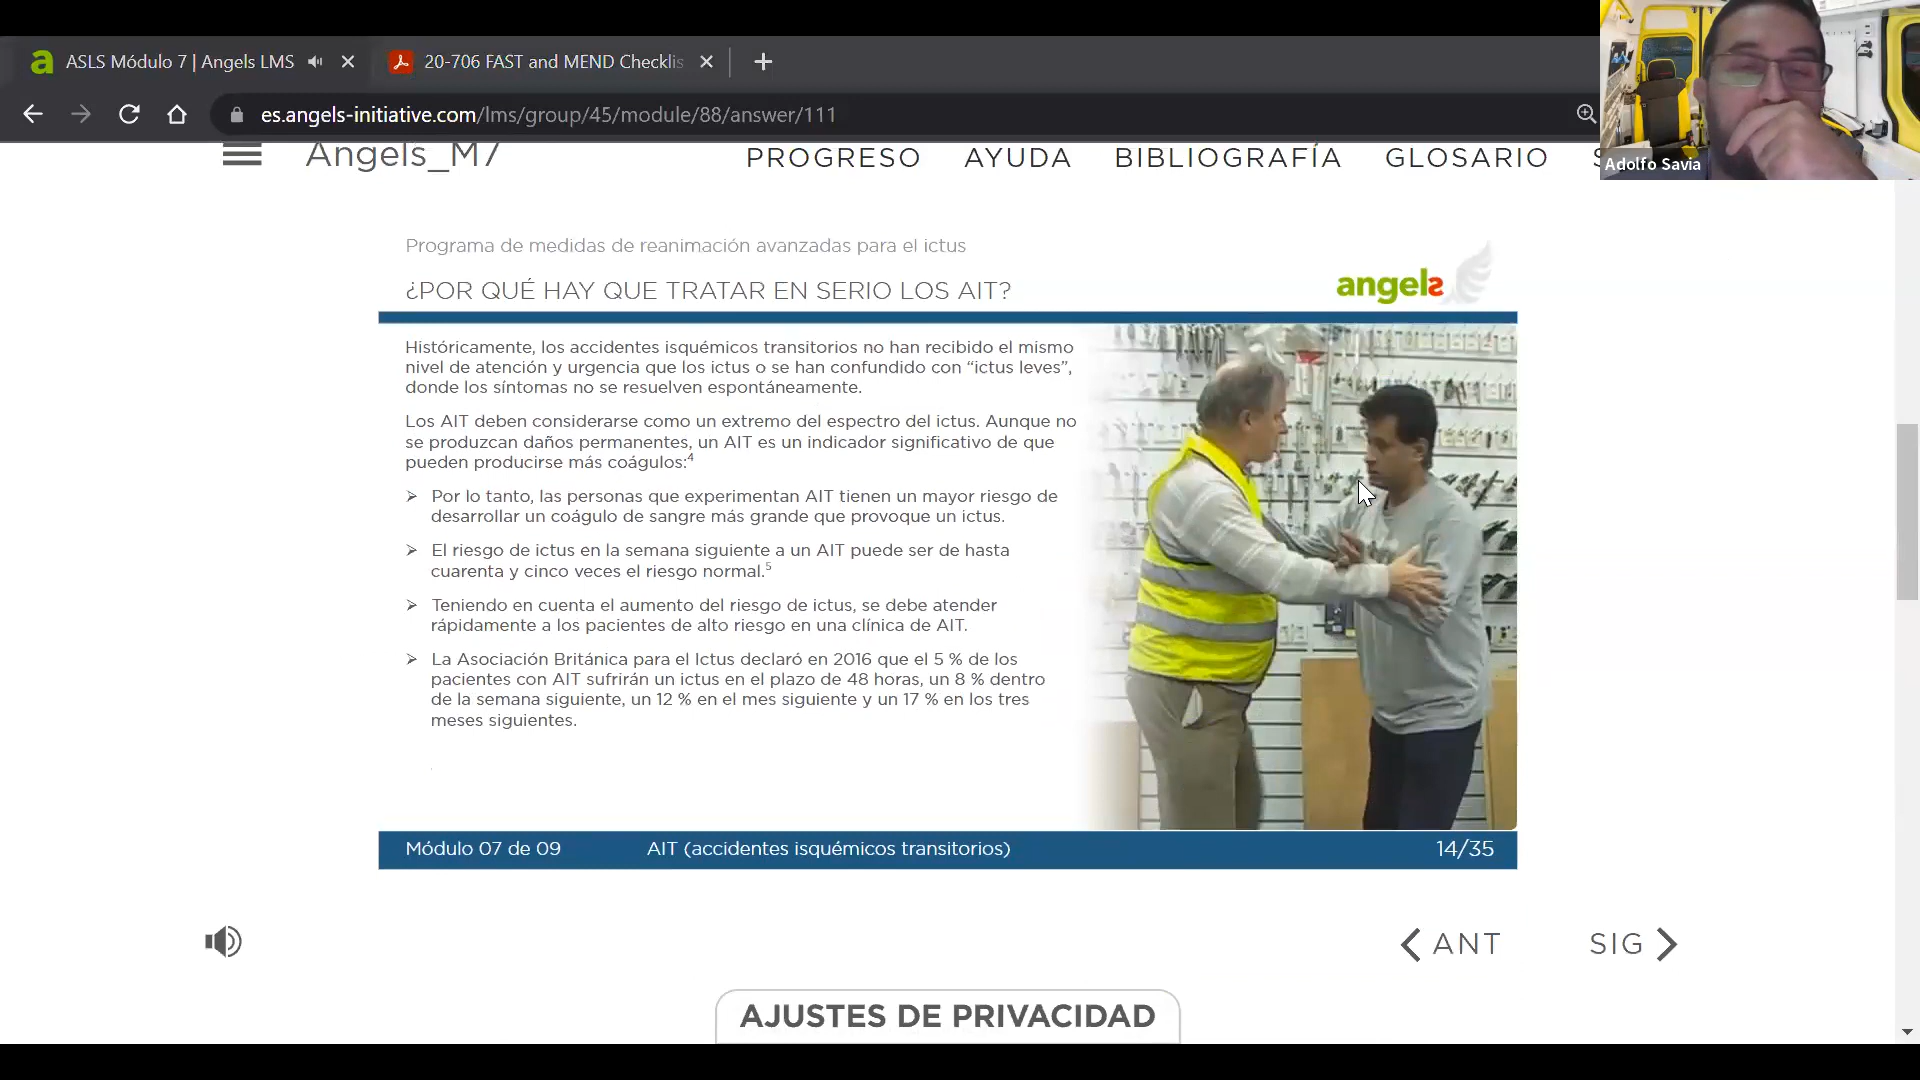 ASLS Módulo 7 | Angels LMS
20-706 FAST and MEND Checklis
es.angels-initiative.com/lms/group/45/module/88/answer/111
Adolfo Savia
Angels_M7
PROGRESO
AYUDA
BIBLIOGRAFÍA
GLOSARIO
Programa de medidas de reanimación avanzadas para el ictus
¿POR QUÉ HAY QUE TRATAR EN SERIO LOS AIT?
angels
Históricamente, los accidentes isquémicos transitorios no han recibido el mismo
nivel de atención y urgencia que los ictus o se han confundido con “ictus leves”,
donde los síntomas no se resuelven espontáneamente.
Los AIT deben considerarse como un extremo del espectro del ictus. Aunque no
se produzcan daños permanentes, un AIT es un indicador significativo de que
pueden producirse más coágulos:⁴
➢ Por lo tanto, las personas que experimentan AIT tienen un mayor riesgo de
desarrollar un coágulo de sangre más grande que provoque un ictus.
➢ El riesgo de ictus en la semana siguiente a un AIT puede ser de hasta
cuarenta y cinco veces el riesgo normal.⁵
➢ Teniendo en cuenta el aumento del riesgo de ictus, se debe atender
rápidamente a los pacientes de alto riesgo en una clínica de AIT.
➢ La Asociación Británica para el Ictus declaró en 2016 que el 5 % de los
pacientes con AIT sufrirán un ictus en el plazo de 48 horas, un 8 % dentro
de la semana siguiente, un 12 % en el mes siguiente y un 17 % en los tres
meses siguientes.
Módulo 07 de 09
AIT (accidentes isquémicos transitorios)
14/35
ANT
SIG
AJUSTES DE PRIVACIDAD